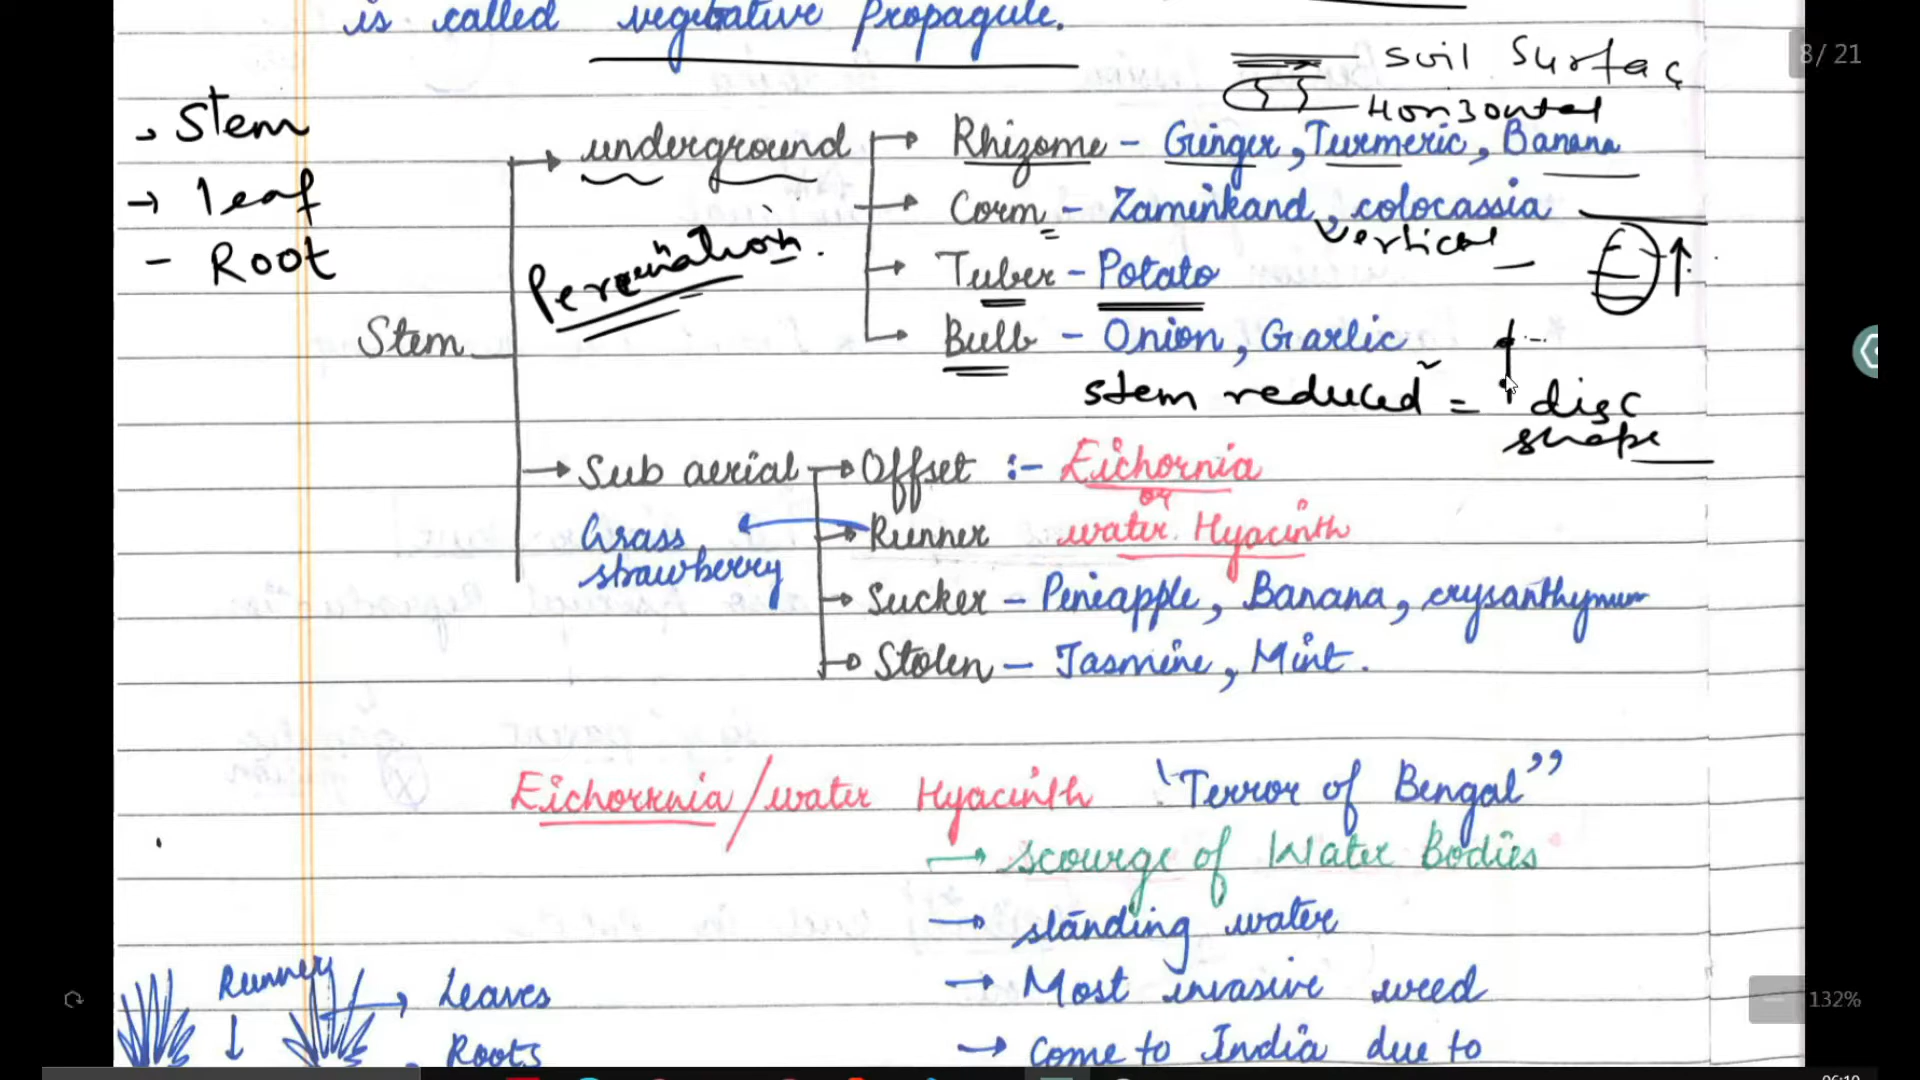 is called vegetative Propagule.
8/ 21
soil Surfac
Horizontal
→ Stem
→ leaf
- Root
underground
Rhizome - Ginger, Turmeric, Banana
Corm - Zaminkand, colocassia
vertical
Perennation.
Tuber - Potato
Stem
Bulb - Onion, Garlic
stem reduced = disc
shape
Sub aerial
Offset :- Eichornia
or
Runner water Hyacinth
Grass
strawberry
Sucker - Pineapple, Banana, crysanthymum
Stolen - Jasmine, Mint.
Eichornia/water Hyacinth "Terror of Bengal"
→ scourge of Water Bodies
→ standing water
Runner
→ Leaves
→ Most invasive weed
Roots
→ Come to India due to
132%